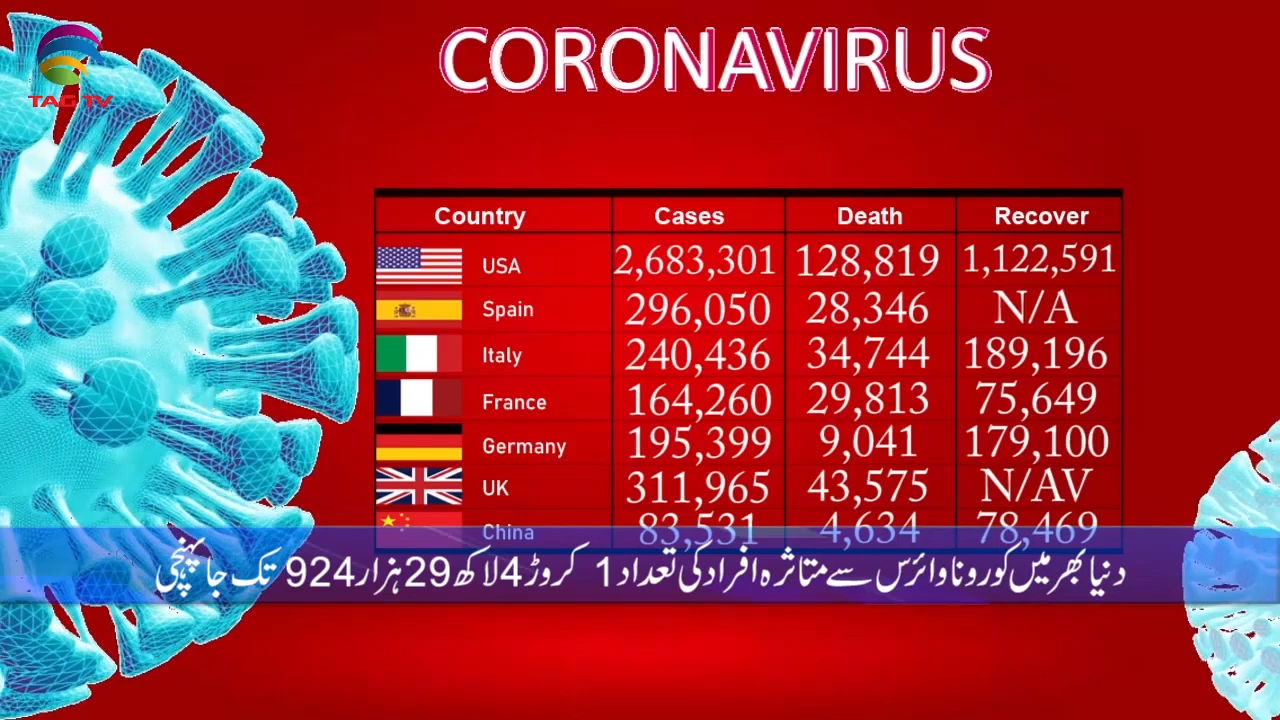 TAG TV
CORONAVIRUS
Country Cases Death Recover
USA 2,683,301 128,819 1,122,591
Spain 296,050 28,346 N/A
Italy 240,436 34,744 189,196
France 164,260 29,813 75,649
Germany 195,399 9,041 179,100
UK 311,965 43,575 N/AV
China 83,531 4,634 78,469
دنیا بھر میں کورونا وائرس سے متاثرہ افراد کی تعداد 1 کروڑ 4 لاکھ 29 ہزار 924 تک جا پہنچی